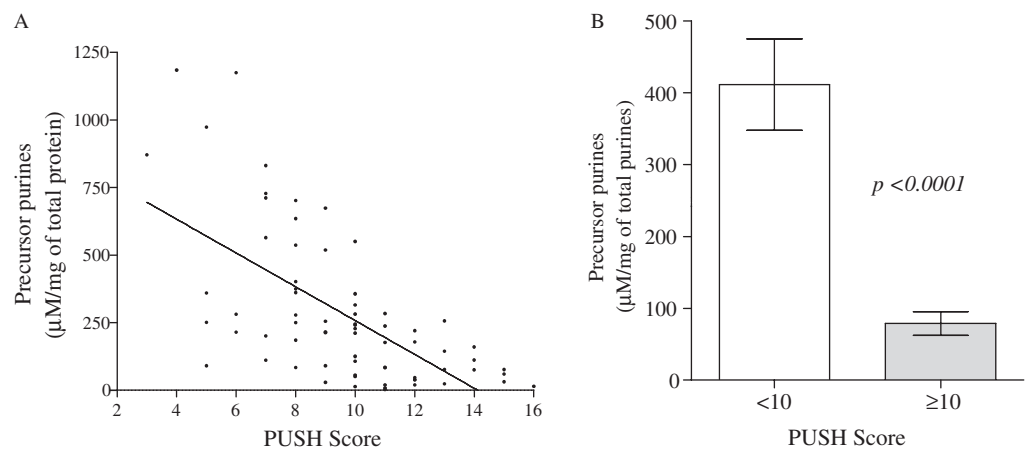 A
Precursor purines
(μM/mg of total protein)
1250
1000
750
500
250
0
2
4
6
8
10
12
14
16
PUSH Score
B
Precursor purines
(μM/mg of total purines)
500
400
300
200
100
0
p <0.0001
<10
≥10
PUSH Score